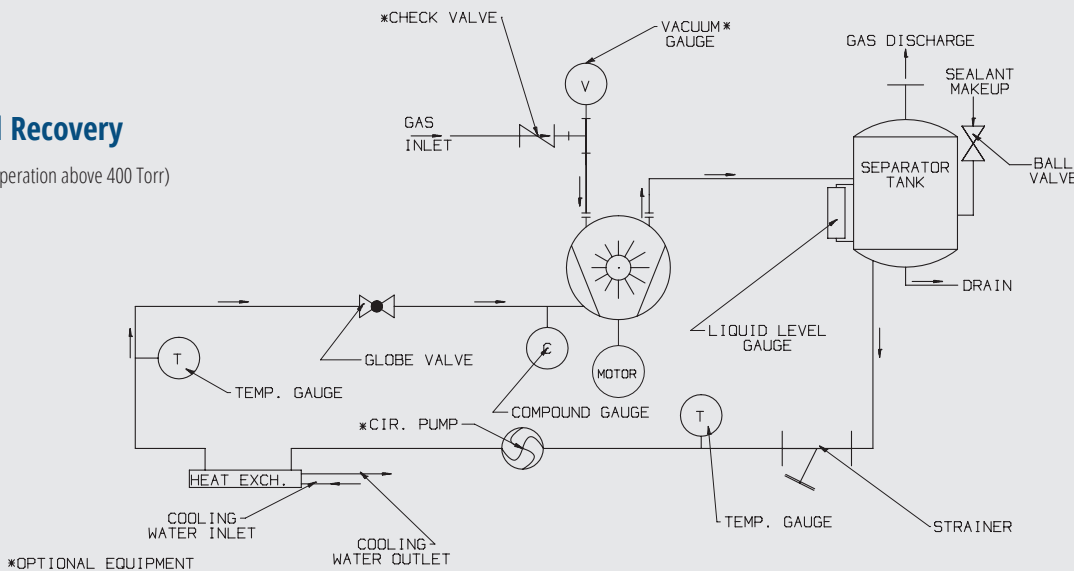 *CHECK VALVE
VACUUM*
GAUGE
GAS DISCHARGE
SEALANT
MAKEUP
V
Recovery
GAS
INLET
peration above 400 Torr)
SEPARATOR
TANK
BALL
VALVE
DRAIN
LIQUID LEVEL
GAUGE
GLOBE VALVE
C
T
MOTOR
TEMP. GAUGE
COMPOUND GAUGE
*CIR. PUMP
T
HEAT EXCH.
COOLING
WATER INLET
TEMP. GAUGE
STRAINER
COOLING
WATER OUTLET
*OPTIONAL EQUIPMENT